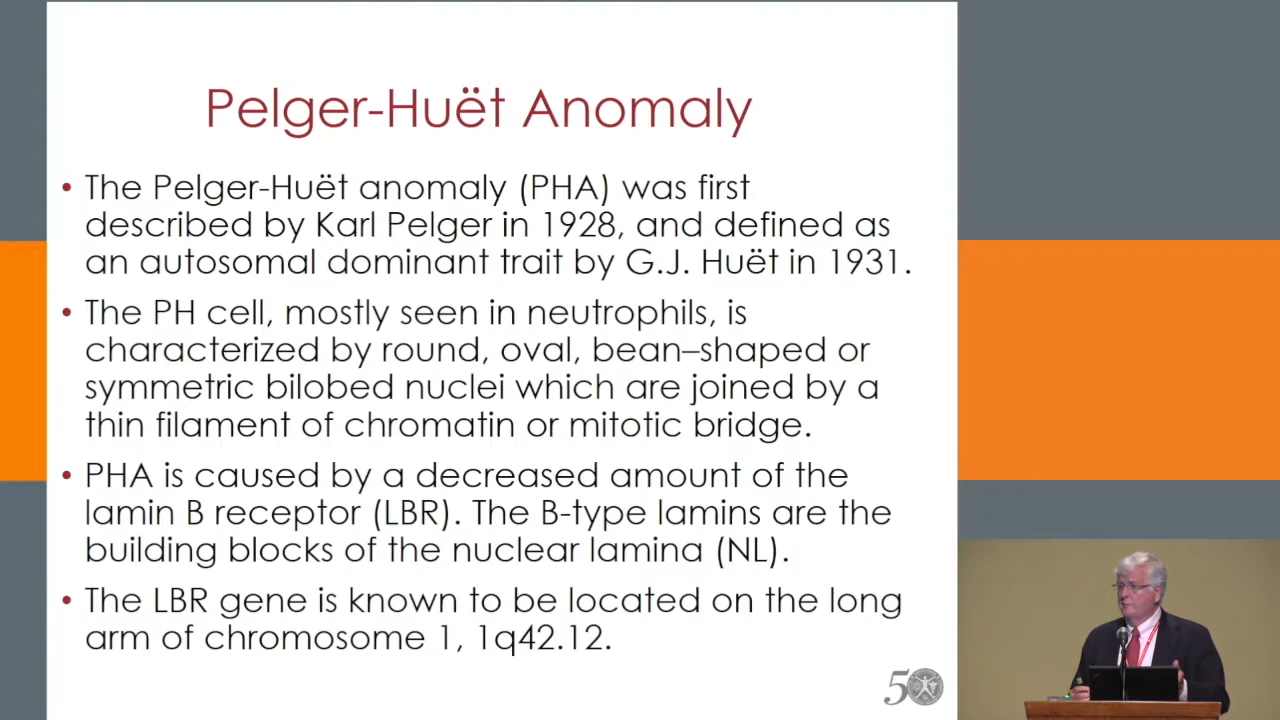 Pelger-Huët Anomaly
• The Pelger-Huët anomaly (PHA) was first
described by Karl Pelger in 1928, and defined as
an autosomal dominant trait by G.J. Huët in 1931.
• The PH cell, mostly seen in neutrophils, is
characterized by round, oval, bean–shaped or
symmetric bilobed nuclei which are joined by a
thin filament of chromatin or mitotic bridge.
• PHA is caused by a decreased amount of the
lamin B receptor (LBR). The B-type lamins are the
building blocks of the nuclear lamina (NL).
• The LBR gene is known to be located on the long
arm of chromosome 1, 1q42.12.
50